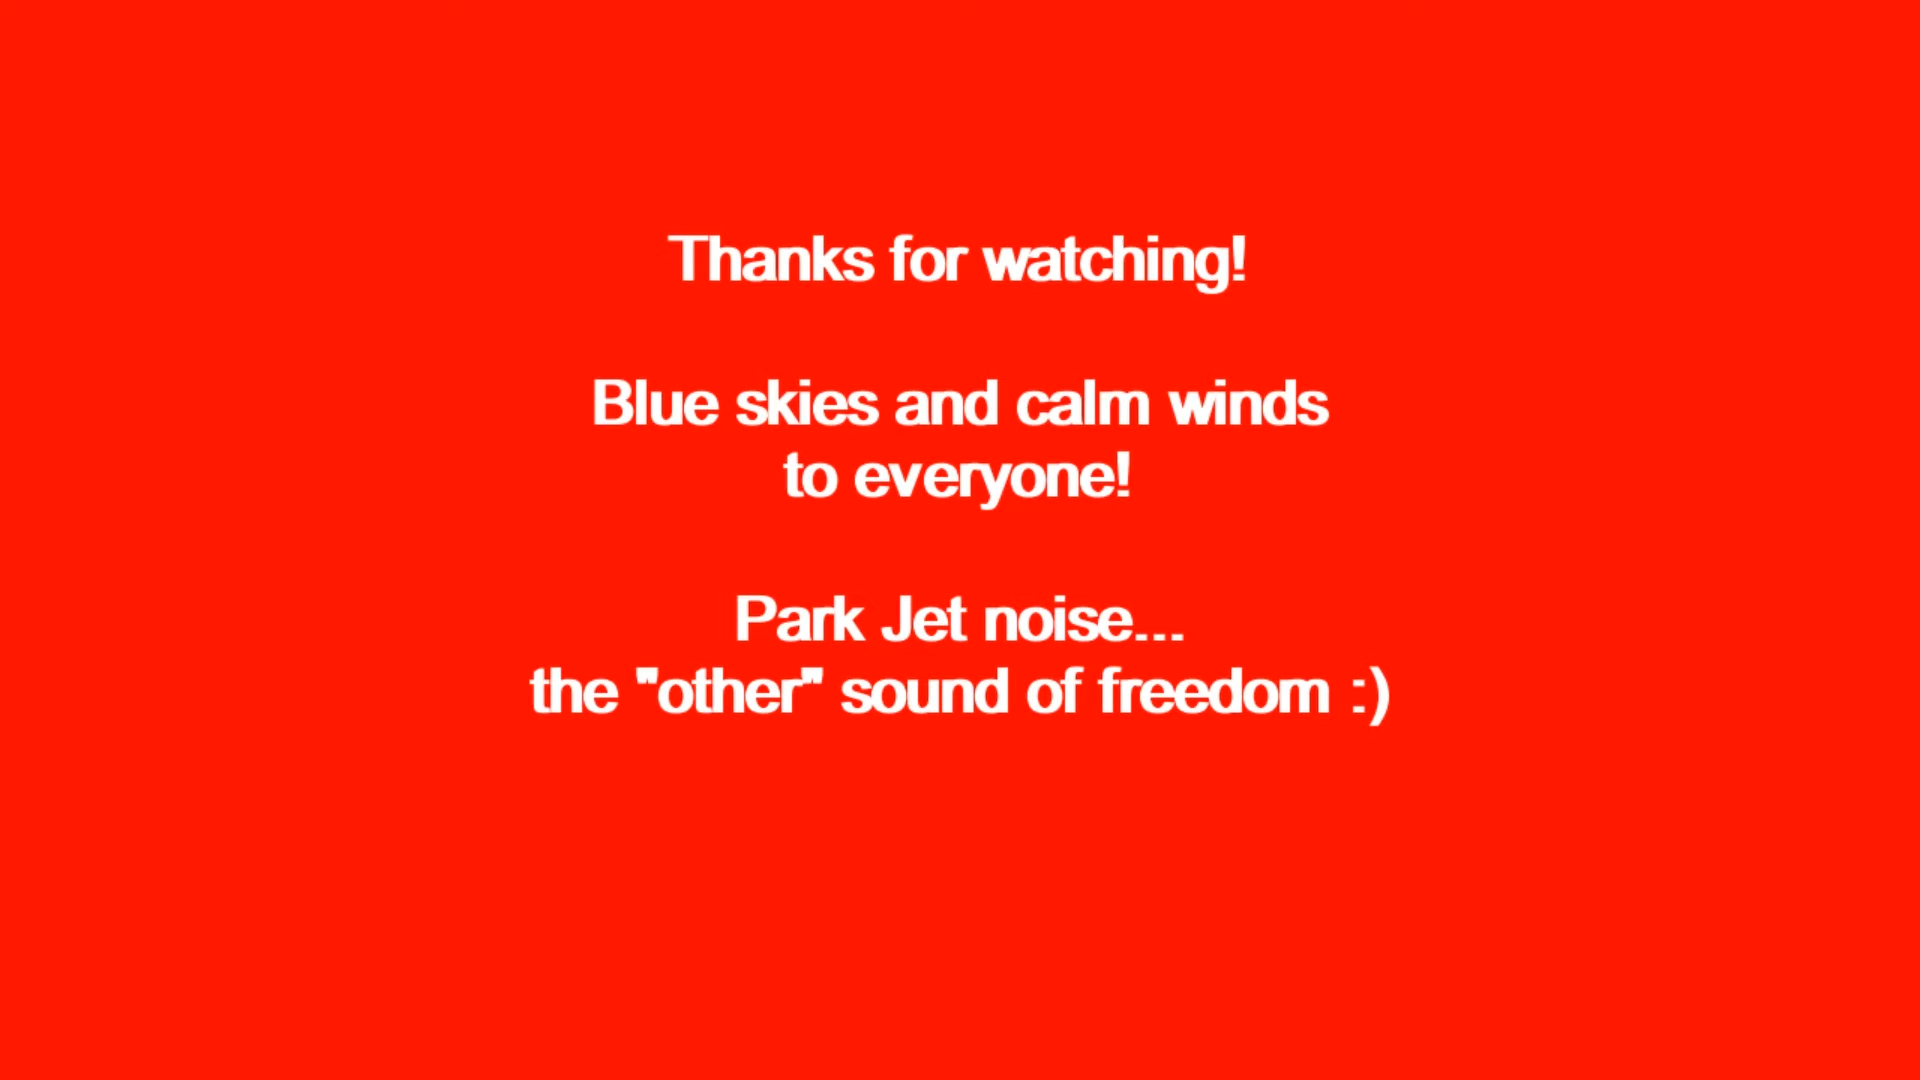 Thanks for watching!
Blue skies and calm winds
to everyone!
Park Jet noise...
the "other" sound of freedom :)